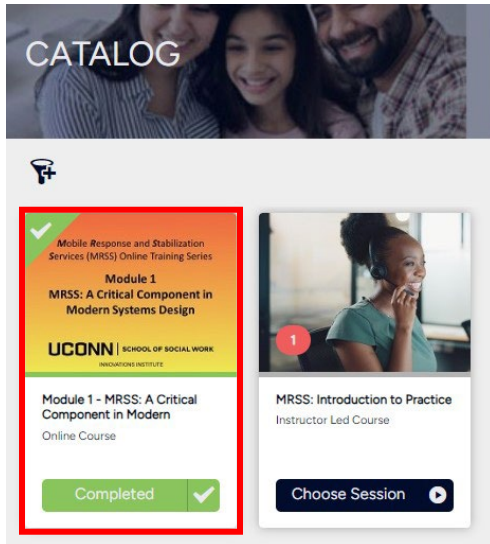 CATALOG
Mobile Response and Stabilization
Services (MRSS) Online Training Series
Module 1
MRSS: A Critical Component in
Modern Systems Design
UCONN | SCHOOL OF SOCIAL WORK
INNOVATIONS INSTITUTE
Module 1 - MRSS: A Critical
Component in Modern
Online Course
Completed
1
MRSS: Introduction to Practice
Instructor Led Course
Choose Session